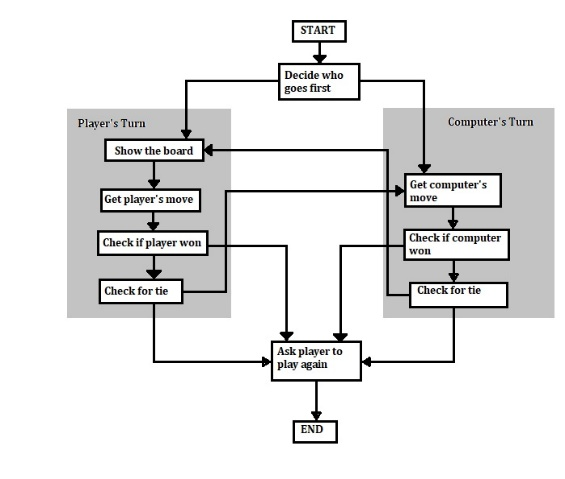 START
Decide who
goes first
Player's Turn
Show the board
Get player's move
Check if player won
Check for tie
Computer's Turn
Get computer's
move
Check if computer
won
Check for tie
Ask player to
play again
END